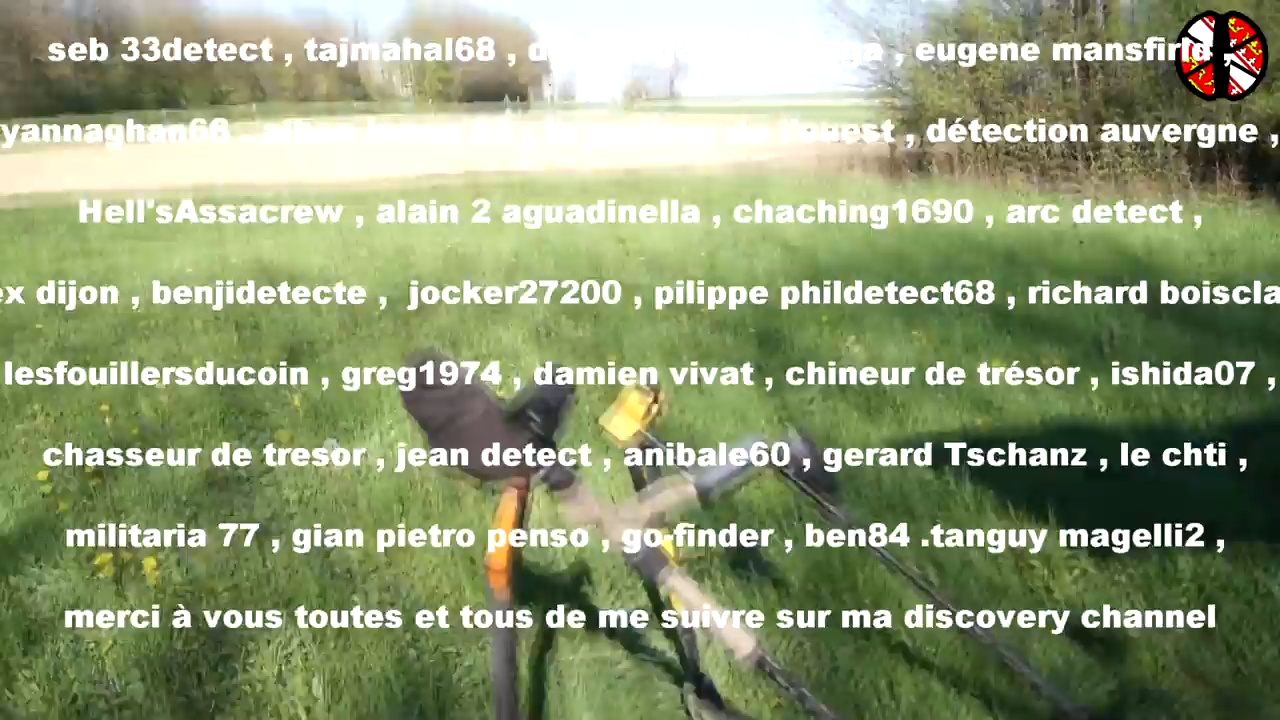 seb 33detect , tajmahal68 , , eugene mansfirld ,
yannaghan68 , , détection auvergne ,
Hell'sAssacrew , alain 2 aguadinella , chaching1690 , arc detect ,
dijon , benjidetecte , jocker27200 , pilippe phildetect68 , richard
lesfouillersducoin , greg1974 , damien vivat , chineur de trésor , ishida07 ,
chasseur de tresor , jean detect , anibale60 , gerard Tschanz , le chti ,
militaria 77 , gian pietro penso , go-finder , ben84 .tanguy magelli2 ,
merci à vous toutes et tous de me suivre sur ma discovery channel